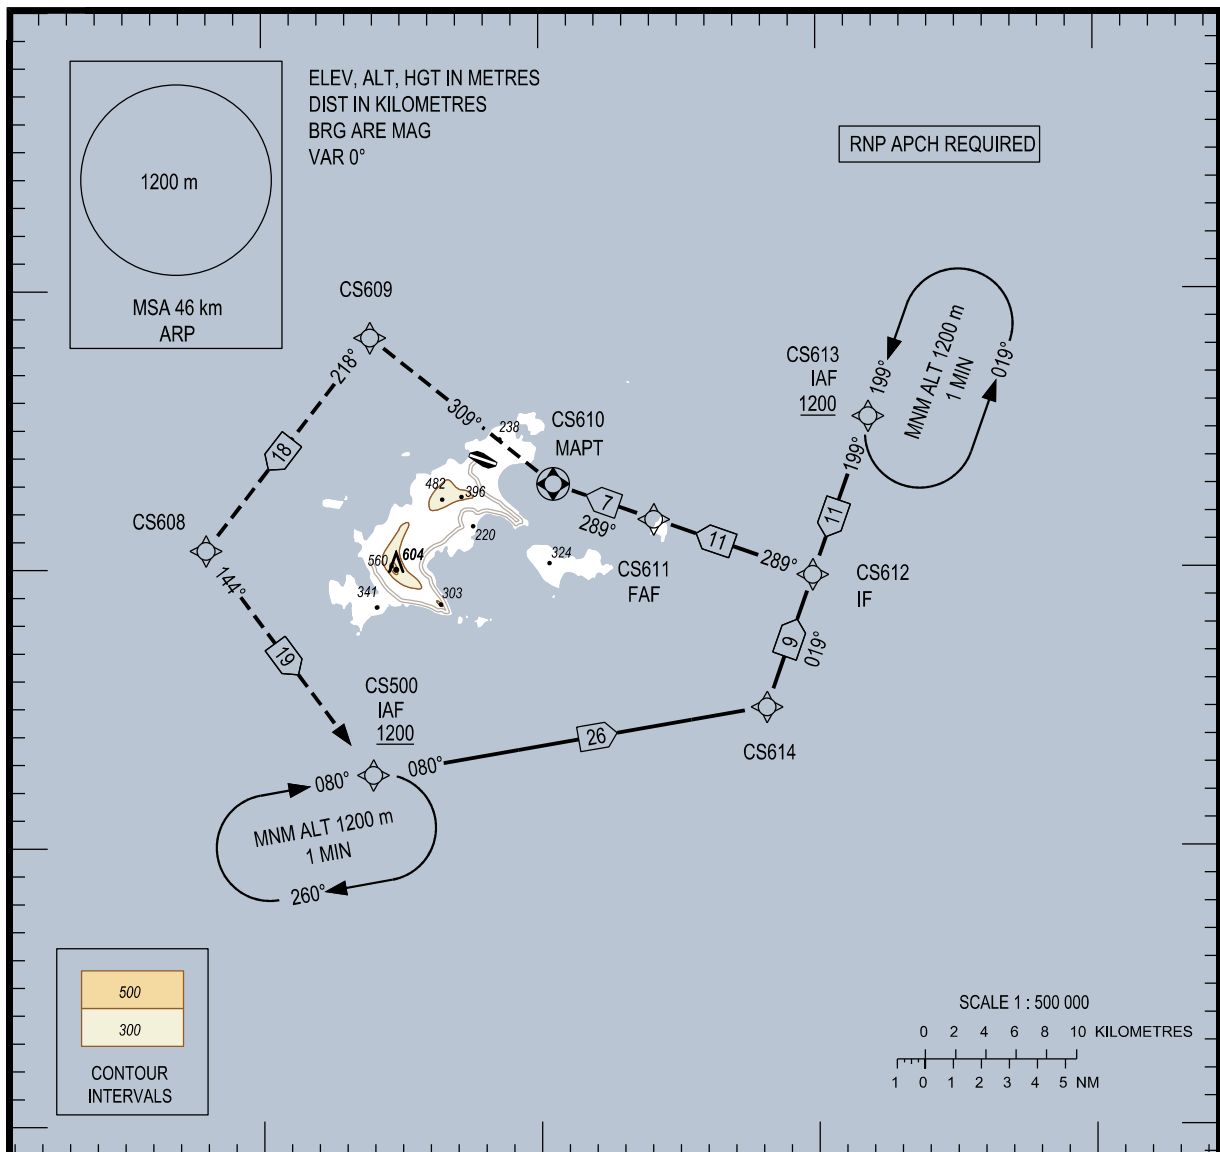 ELEV, ALT, HGT IN METRES
DIST IN KILOMETRES
BRG ARE MAG
VAR 0°
1200 m
MSA 46 km
ARP
RNP APCH REQUIRED
CS609
218°
309°
18
CS608
144°
19
238
CS610
MAPT
482
396
220
560
604
341
303
324
7
289°
CS611
FAF
11
289°
CS612
IF
CS613
IAF
1200
199°
MNM ALT 1200 m
1 MIN
019°
199°
11
9
019°
CS614
CS500
IAF
1200
080°
080°
26
MNM ALT 1200 m
1 MIN
260°
500
300
CONTOUR
INTERVALS
SCALE 1 : 500 000
0 2 4 6 8 10 KILOMETRES
1 0 1 2 3 4 5 NM